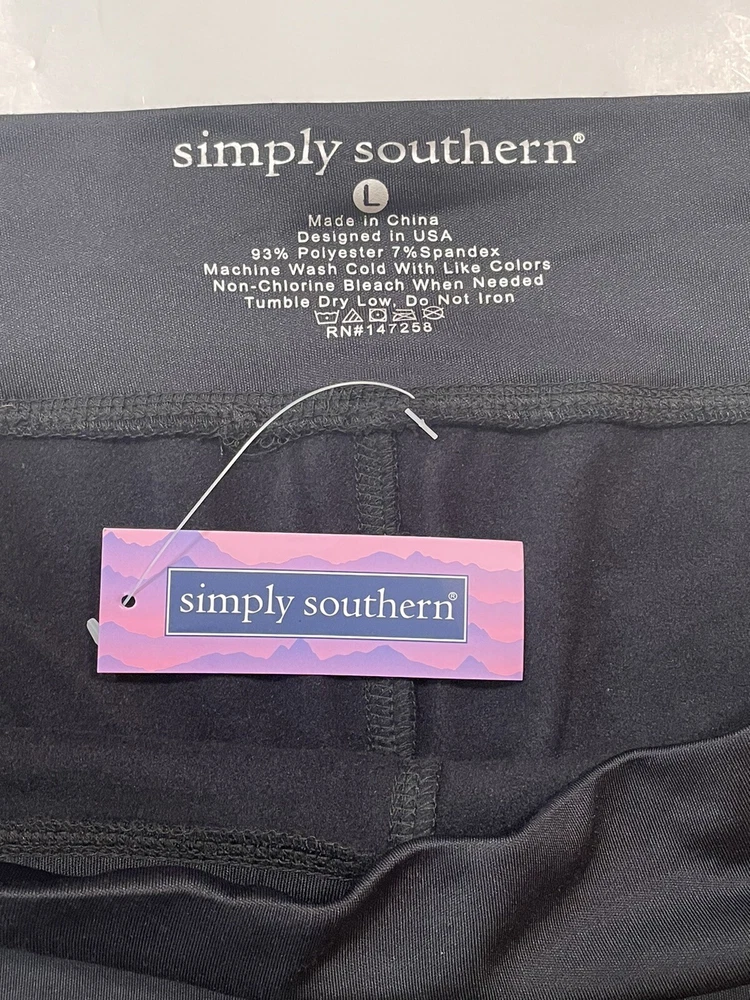 simply southern®
L
Made in China
Designed in USA
93% Polyester 7%Spandex
Machine Wash Cold With Like Colors
Non-Chlorine Bleach When Needed
Tumble Dry Low, Do Not Iron
RN#147258
simply southern®